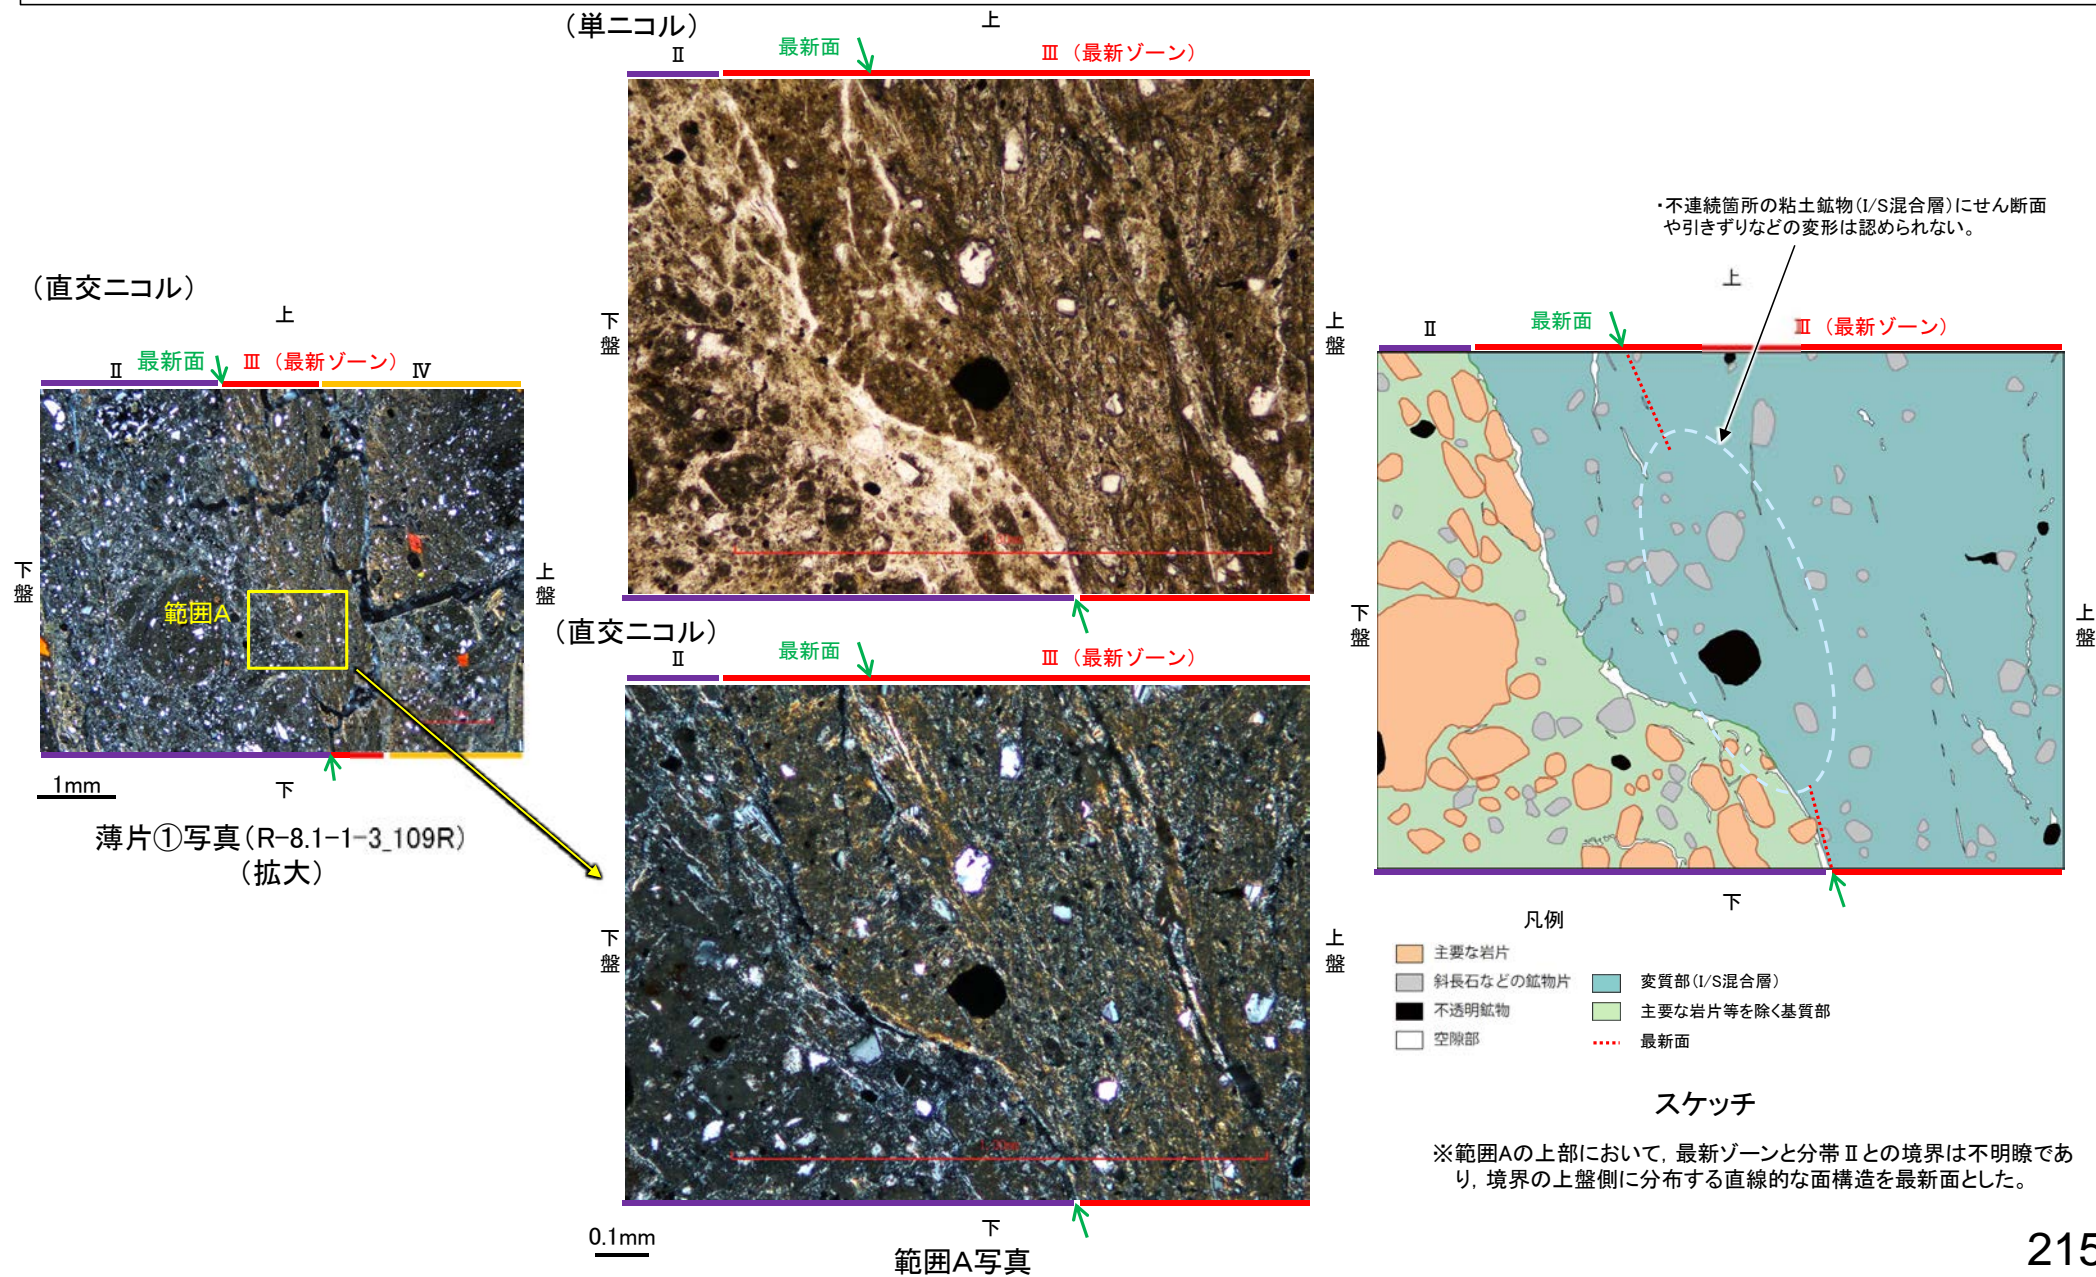 (単ニコル)
上
Ⅱ
最新面
Ⅲ (最新ゾーン)
下盤
上盤
(直交ニコル)
上
Ⅱ
最新面
Ⅲ (最新ゾーン)
Ⅳ
下盤
上盤
範囲A
1mm
下
薄片①写真(R-8.1-1-3_109R)
(拡大)
(直交ニコル)
Ⅱ
最新面
Ⅲ (最新ゾーン)
下盤
上盤
0.1mm
下
範囲A写真
・不連続箇所の粘土鉱物(I/S混合層)にせん断面
や引きずりなどの変形は認められない。
上
Ⅱ
最新面
Ⅲ (最新ゾーン)
下盤
上盤
下
凡例
主要な岩片
斜長石などの鉱物片
不透明鉱物
空隙部
変質部(I/S混合層)
主要な岩片等を除く基質部
最新面
スケッチ
※範囲Aの上部において, 最新ゾーンと分帯Ⅱとの境界は不明瞭であ
り, 境界の上盤側に分布する直線的な面構造を最新面とした。
215